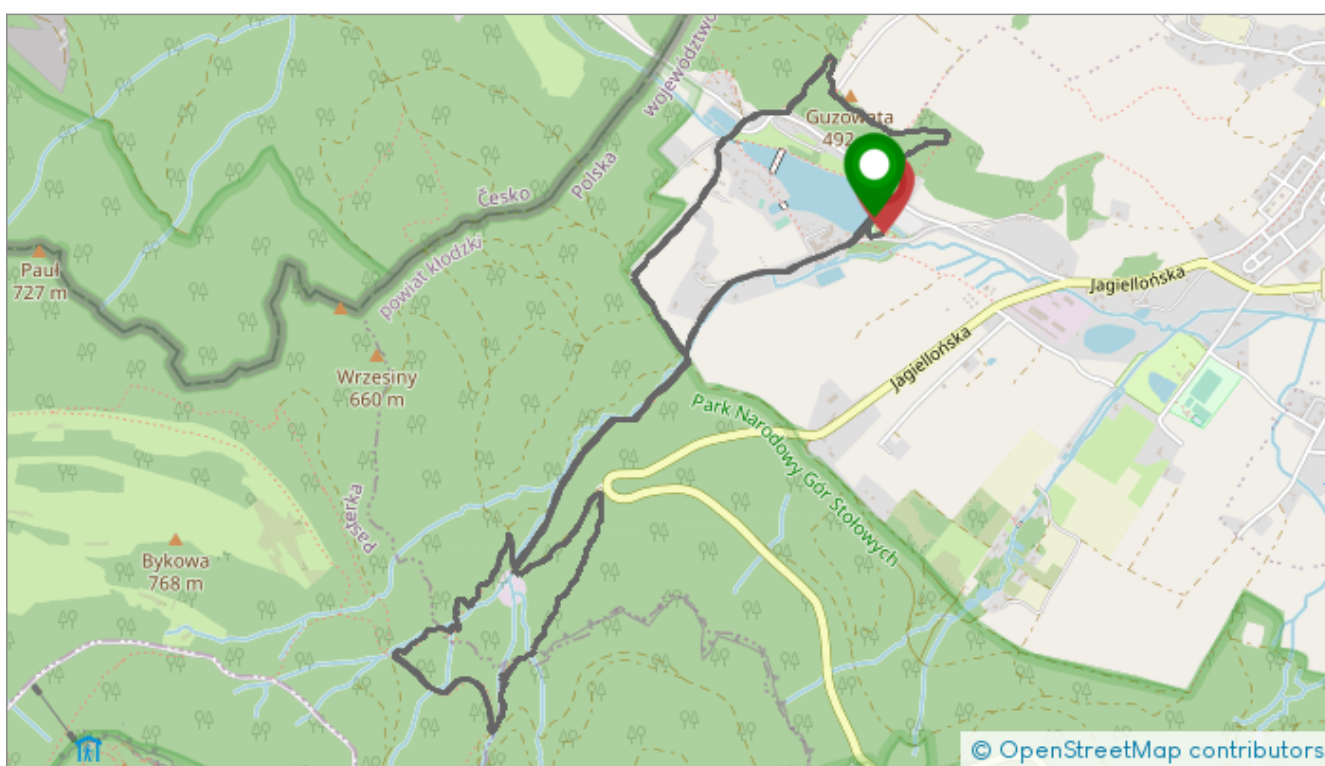 województwo
Guzowata
492
Česko
Polska
powiat kłodzki
Pauł
727 m
Jagiellońska
Wrzesiny
660 m
Jagiellońska
Park Narodowy Gór Stołowych
Pasterka
Bykowa
768 m
© OpenStreetMap contributors